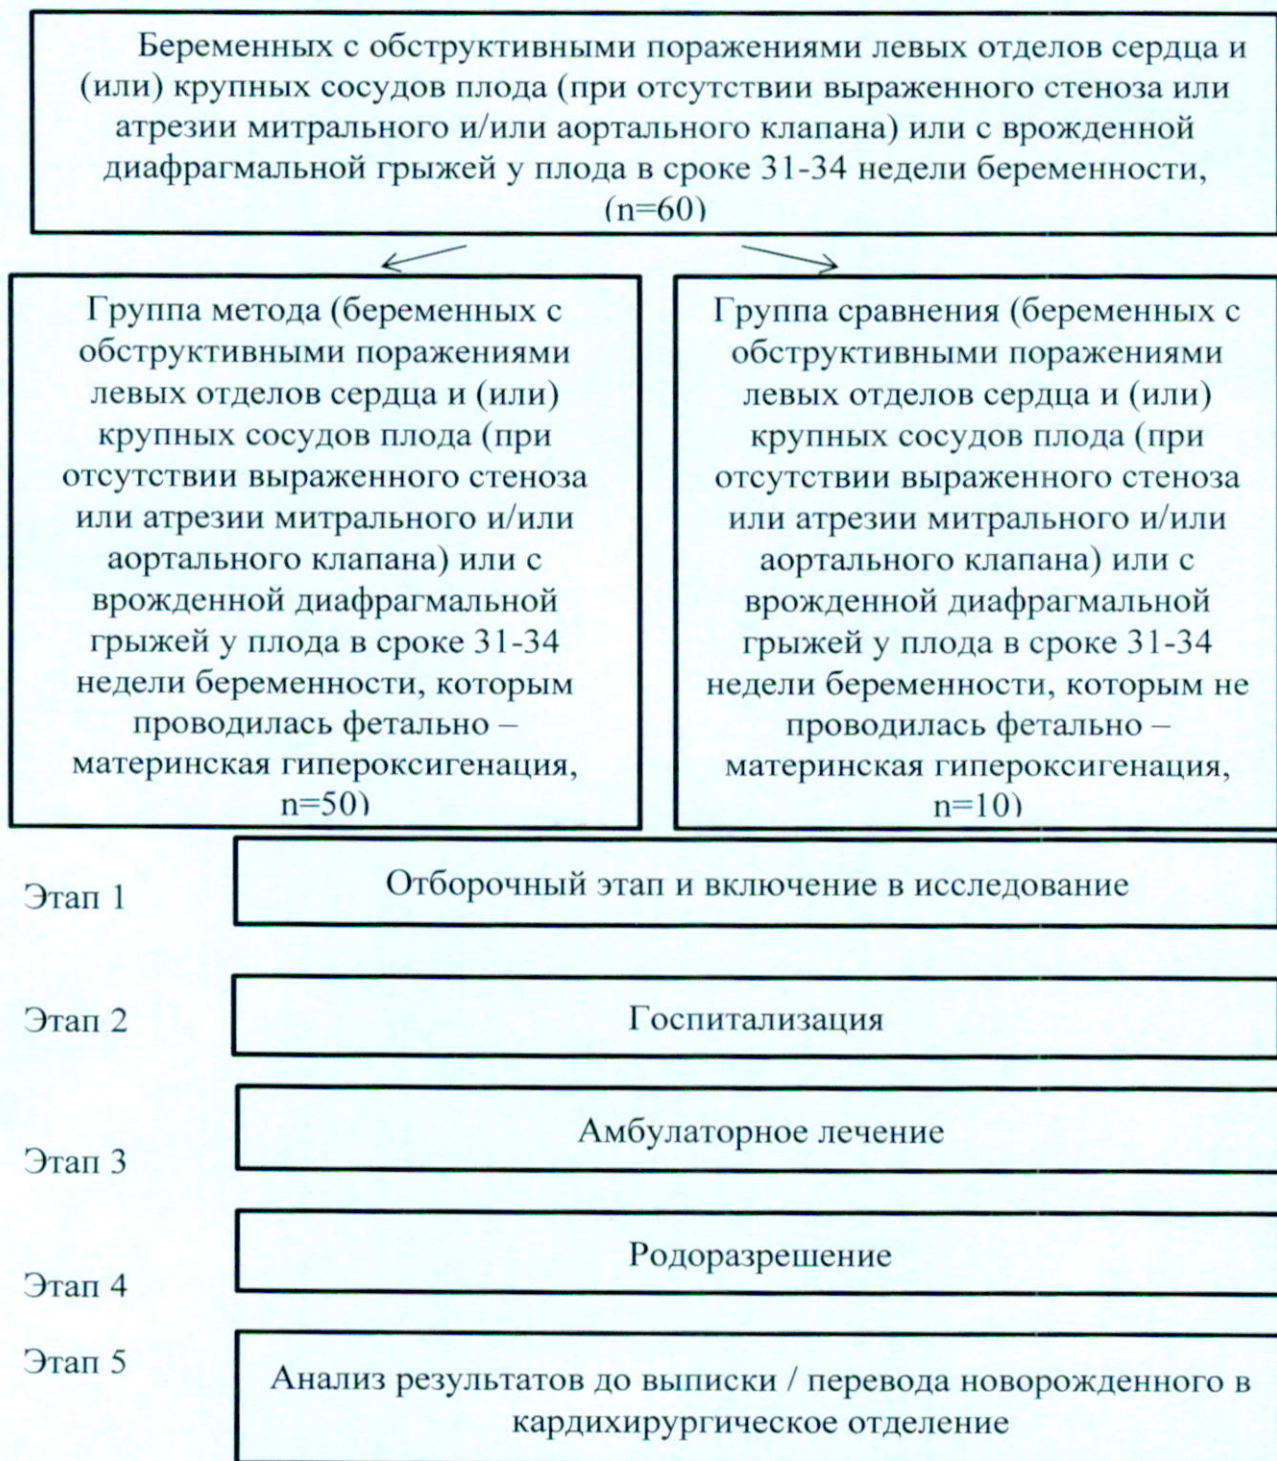 Беременных с обструктивными поражениями левых отделов сердца и
(или) крупных сосудов плода (при отсутствии выраженного стеноза или
атрезии митрального и/или аортального клапана) или с врожденной
диафрагмальной грыжей у плода в сроке 31-34 недели беременности,
(n=60)
Группа метода (беременных с
обструктивными поражениями
левых отделов сердца и (или)
крупных сосудов плода (при
отсутствии выраженного стеноза
или атрезии митрального и/или
аортального клапана) или с
врожденной диафрагмальной
грыжей у плода в сроке 31-34
недели беременности, которым
проводилась фетально –
материнская гипероксигенация,
n=50)
Группа сравнения (беременных с
обструктивными поражениями
левых отделов сердца и (или)
крупных сосудов плода (при
отсутствии выраженного стеноза
или атрезии митрального и/или
аортального клапана) или с
врожденной диафрагмальной
грыжей у плода в сроке 31-34
недели беременности, которым не
проводилась фетально –
материнская гипероксигенация,
n=10)
Этап 1
Отборочный этап и включение в исследование
Этап 2
Госпитализация
Этап 3
Амбулаторное лечение
Этап 4
Родоразрешение
Этап 5
Анализ результатов до выписки / перевода новорожденного в
кардихирургическое отделение